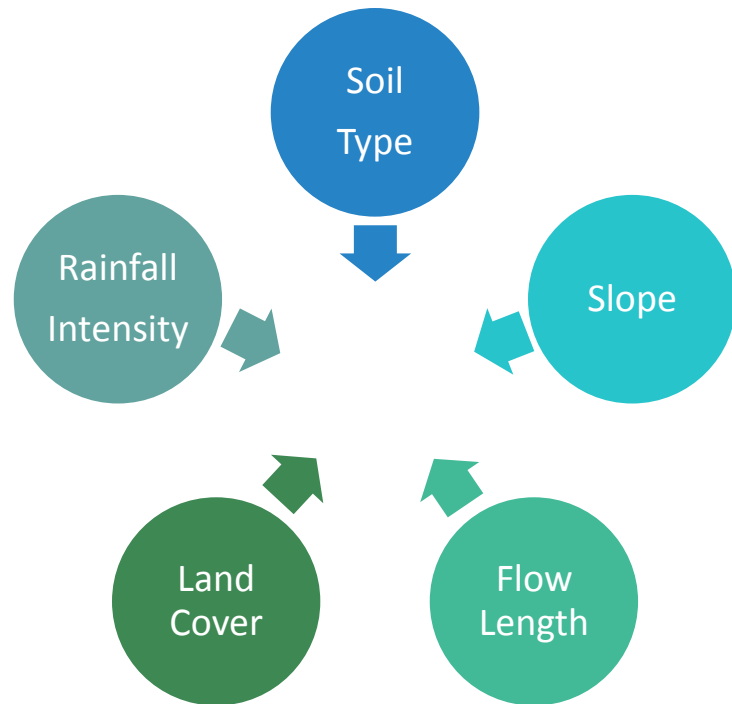 Soil
Type
Rainfall
Intensity
Slope
Land
Cover
Flow
Length